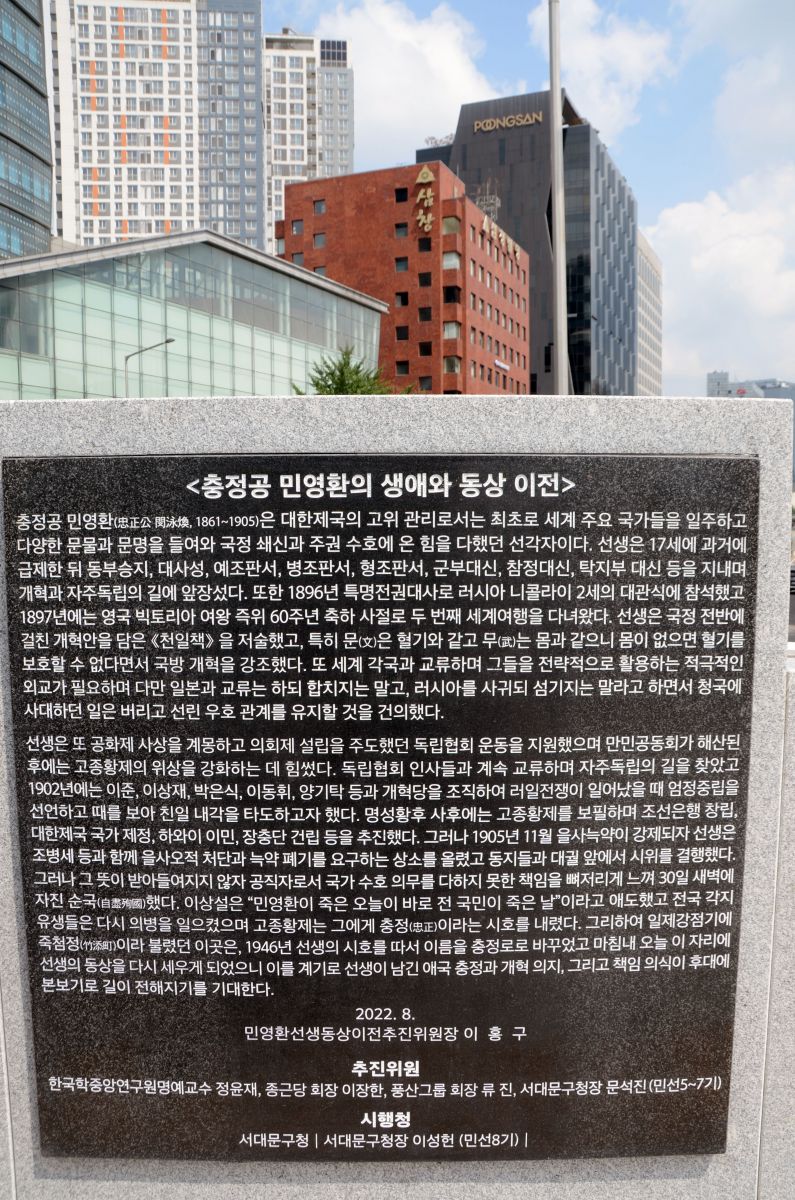 POONGSAN
삼창
<충정공 민영환의 생애와 동상 이전>
충정공 민영환(忠正公 閔泳煥, 1861~1905)은 대한제국의 고위 관리로서는 최초로 세계 주요 국가들을 일주하고
다양한 문물과 문명을 들여와 국정 쇄신과 주권 수호에 온 힘을 다했던 선각자이다. 선생은 17세에 과거에
급제한 뒤 동부승지, 대사성, 예조판서, 병조판서, 형조판서, 군부대신, 참정대신, 탁지부 대신 등을 지내며
개혁과 자주독립의 길에 앞장섰다. 또한 1896년 특명전권대사로 러시아 니콜라이 2세의 대관식에 참석했고
1897년에는 영국 빅토리아 여왕 즉위 60주년 축하 사절로 두 번째 세계여행을 다녀왔다. 선생은 국정 전반에
걸친 개혁안을 담은 《천일책》을 저술했고, 특히 문(文)은 혈기와 같고 무(武)는 몸과 같으니 몸이 없으면 혈기를
보호할 수 없다면서 국방 개혁을 강조했다. 또 세계 각국과 교류하며 그들을 전략적으로 활용하는 적극적인
외교가 필요하며 다만 일본과 교류는 하되 합치지는 말고, 러시아를 사귀되 섬기지는 말라고 하면서 청국에
사대하던 일은 버리고 선린 우호 관계를 유지할 것을 건의했다.
선생은 또 공화제 사상을 계몽하고 의회제 설립을 주도했던 독립협회 운동을 지원했으며 만민공동회가 해산된
후에는 고종황제의 위상을 강화하는 데 힘썼다. 독립협회 인사들과 계속 교류하며 자주독립의 길을 찾았고
1902년에는 이준, 이상재, 박은식, 이동휘, 양기탁 등과 개혁당을 조직하여 러일전쟁이 일어났을 때 엄정중립을
선언하고 때를 보아 친일 내각을 타도하고자 했다. 명성황후 사후에는 고종황제를 보필하며 조선은행 창립,
대한제국 국가 제정, 하와이 이민, 장충단 건립 등을 추진했다. 그러나 1905년 11월 을사늑약이 강제되자 선생은
조병세 등과 함께 을사오적 처단과 늑약 폐기를 요구하는 상소를 올렸고 동지들과 대궐 앞에서 시위를 결행했다.
그러나 그 뜻이 받아들여지지 않자 공직자로서 국가 수호 의무를 다하지 못한 책임을 뼈저리게 느껴 30일 새벽에
자진 순국(自盡殉國)했다. 이상설은 “민영환이 죽은 오늘이 바로 전 국민이 죽은 날”이라고 애도했고 전국 각지
유생들은 다시 의병을 일으켰으며 고종황제는 그에게 충정(忠正)이라는 시호를 내렸다. 그리하여 일제강점기에
죽첨정(竹添町)이라 불렸던 이곳은, 1946년 선생의 시호를 따서 이름을 충정로로 바꾸었고 마침내 오늘 이 자리에
선생의 동상을 다시 세우게 되었으니 이를 계기로 선생이 남긴 애국 충정과 개혁 의지, 그리고 책임 의식이 후대에
본보기로 길이 전해지기를 기대한다.
2022. 8.
민영환선생동상이전추진위원장 이 홍 구
추진위원
한국학중앙연구원명예교수 정윤재, 종근당 회장 이장한, 풍산그룹 회장 류 진, 서대문구청장 문석진 (민선5~7기)
시행청
서대문구청 | 서대문구청장 이성헌 (민선8기) |